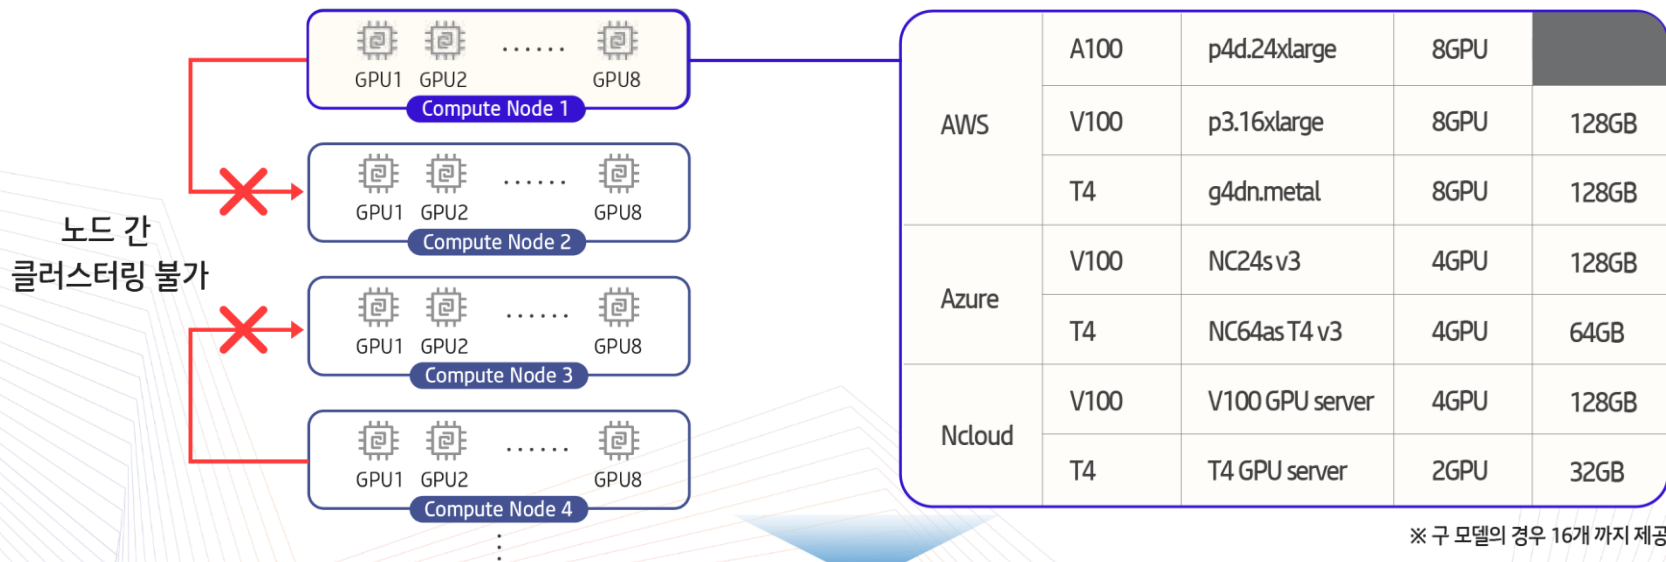 GPU1 GPU2 ...... GPU8
Compute Node 1
GPU1 GPU2 ...... GPU8
Compute Node 2
노드 간
클러스터링 불가
GPU1 GPU2 ...... GPU8
Compute Node 3
GPU1 GPU2 ...... GPU8
Compute Node 4
AWS
A100 p4d.24xlarge 8GPU
V100 p3.16xlarge 8GPU 128GB
T4 g4dn.metal 8GPU 128GB
Azure
V100 NC24s v3 4GPU 128GB
T4 NC64as T4 v3 4GPU 64GB
Ncloud
V100 V100 GPU server 4GPU 128GB
T4 T4 GPU server 2GPU 32GB
※ 구 모델의 경우 16개 까지 제공